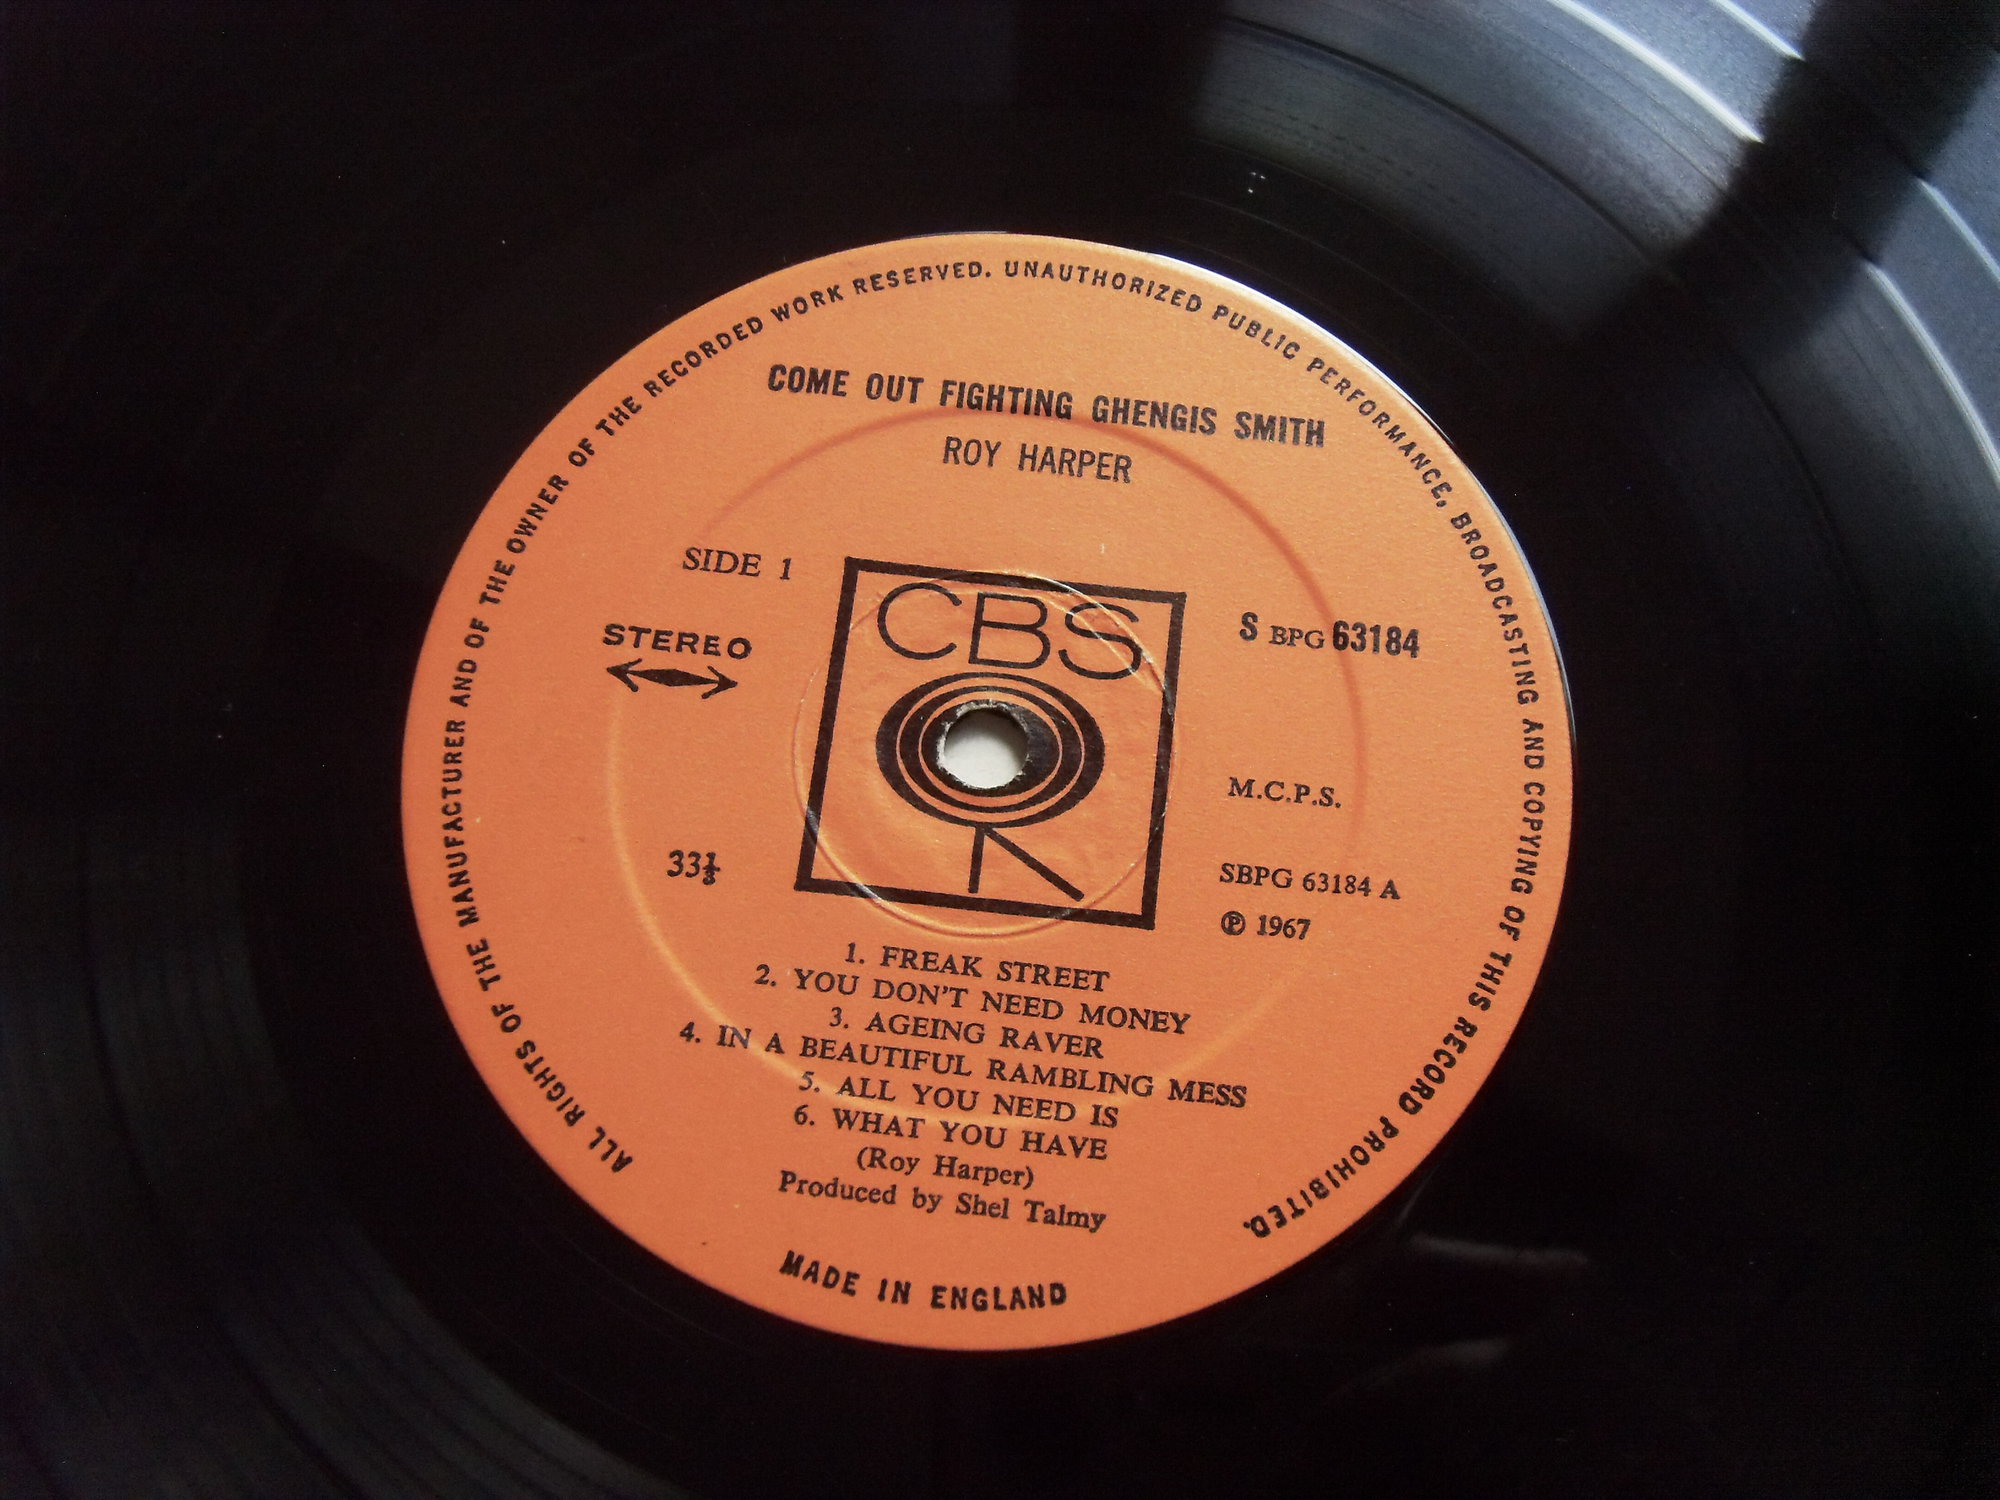 ALL RIGHTS OF THE MANUFACTURER AND OF THE OWNER OF THE RECORDED WORK RESERVED. UNAUTHORIZED PUBLIC PERFORMANCE, BROADCASTING AND COPYING OF THIS RECORD PROHIBITED.
COME OUT FIGHTING GHENGIS SMITH
ROY HARPER
SIDE 1
STEREO
CBS
S BPG 63184
M.C.P.S.
33⅓
SBPG 63184 A
℗ 1967
1. FREAK STREET
2. YOU DON'T NEED MONEY
3. AGEING RAVER
4. IN A BEAUTIFUL RAMBLING MESS
5. ALL YOU NEED IS
6. WHAT YOU HAVE
(Roy Harper)
Produced by Shel Talmy
MADE IN ENGLAND